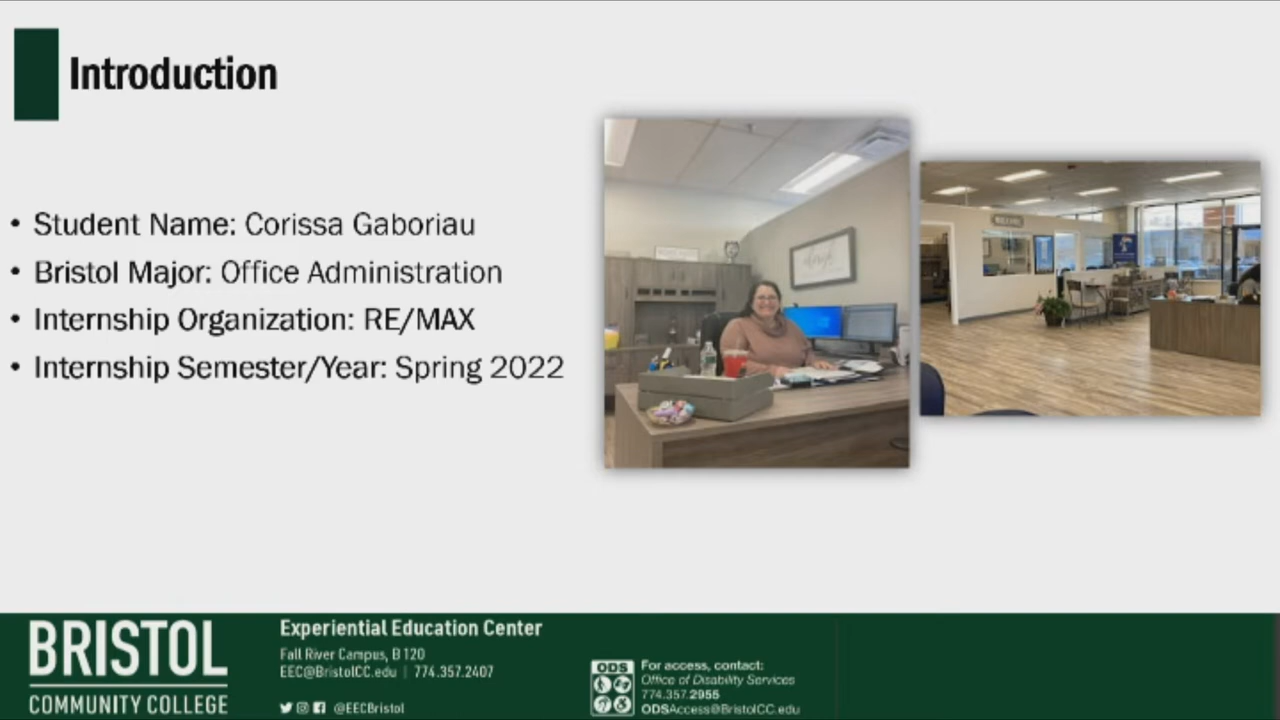 Introduction
• Student Name: Corissa Gaboriau
• Bristol Major: Office Administration
• Internship Organization: RE/MAX
• Internship Semester/Year: Spring 2022
BRISTOL
COMMUNITY COLLEGE
Experiential Education Center
Fall River Campus, B 120
EEC@BristolCC.edu | 774.357.2407
@EECBristol
ODS
For access, contact:
Office of Disability Services
774.357.2955
ODSAccess@BristolCC.edu